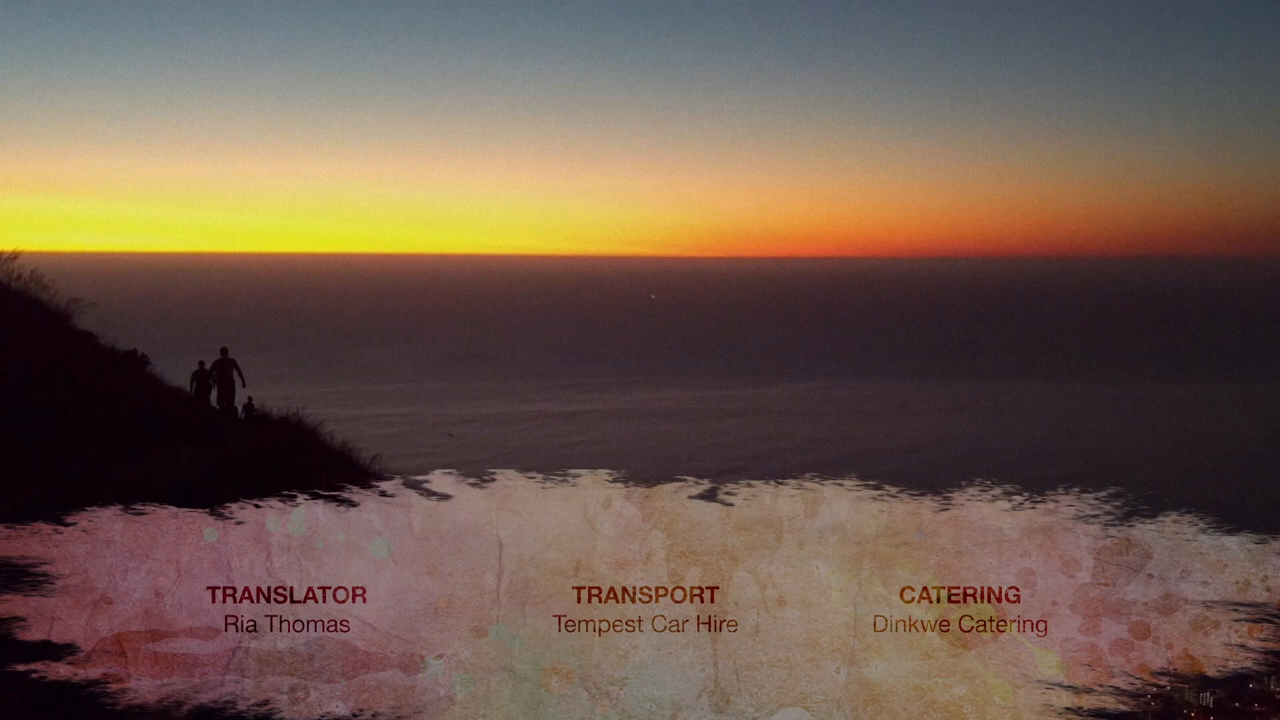 TRANSLATOR
Ria Thomas
TRANSPORT
Tempest Car Hire
CATERING
Dinkwe Catering